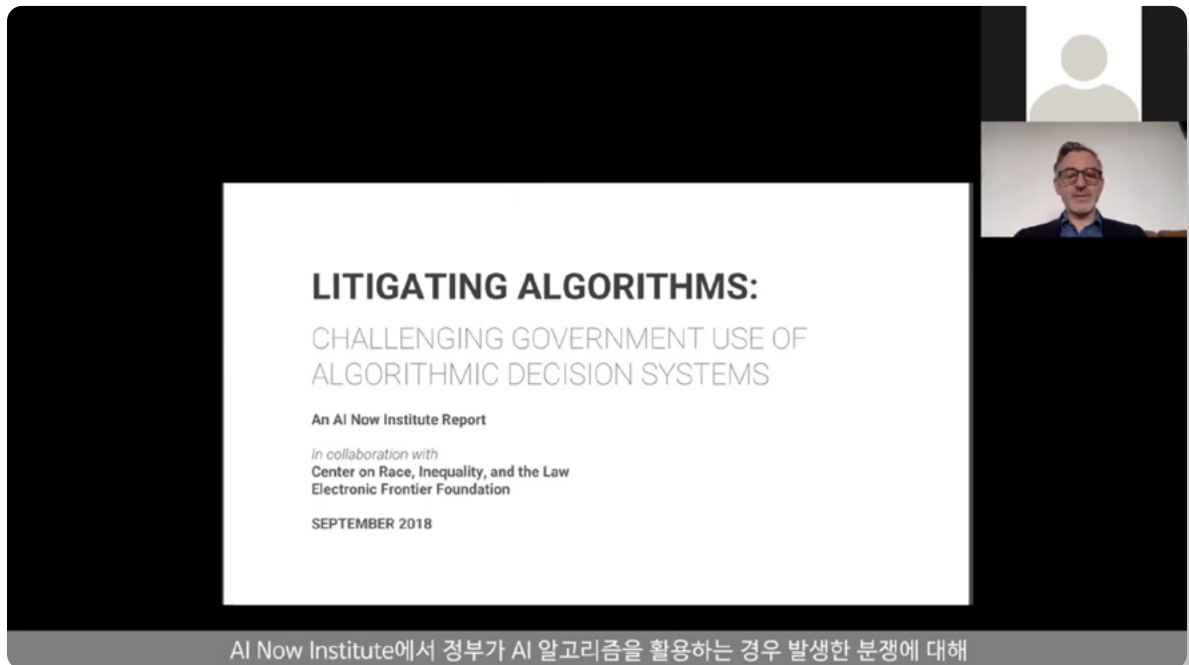 LITIGATING ALGORITHMS:
CHALLENGING GOVERNMENT USE OF
ALGORITHMIC DECISION SYSTEMS
An AI Now Institute Report
In collaboration with
Center on Race, Inequality, and the Law
Electronic Frontier Foundation
SEPTEMBER 2018
AI Now Institute에서 정부가 AI 알고리즘을 활용하는 경우 발생한 분쟁에 대해